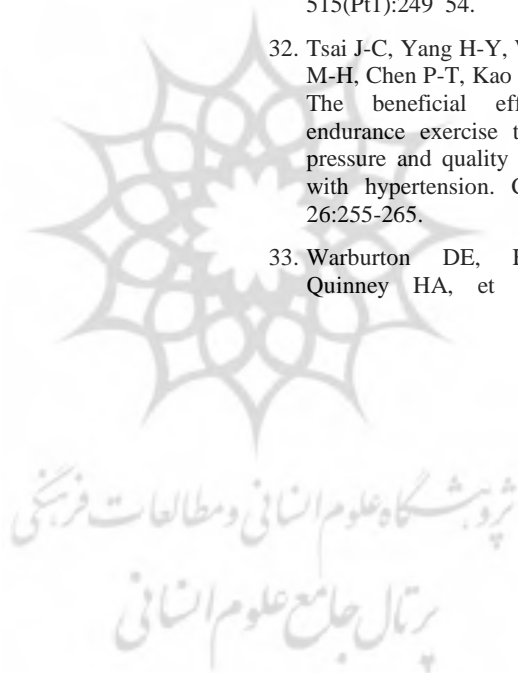 515(Pt1):249 54.
32. Tsai J-C, Yang H-Y,
M-H, Chen P-T, Kao
The beneficial
endurance exercise
pressure and quality
with hypertension.
26:255-265.
33. Warburton DE,
Quinney HA, et
پژوهشگاه علوم انسانی و مطالعات فرهنگی
پرتال جامع علوم انسانی